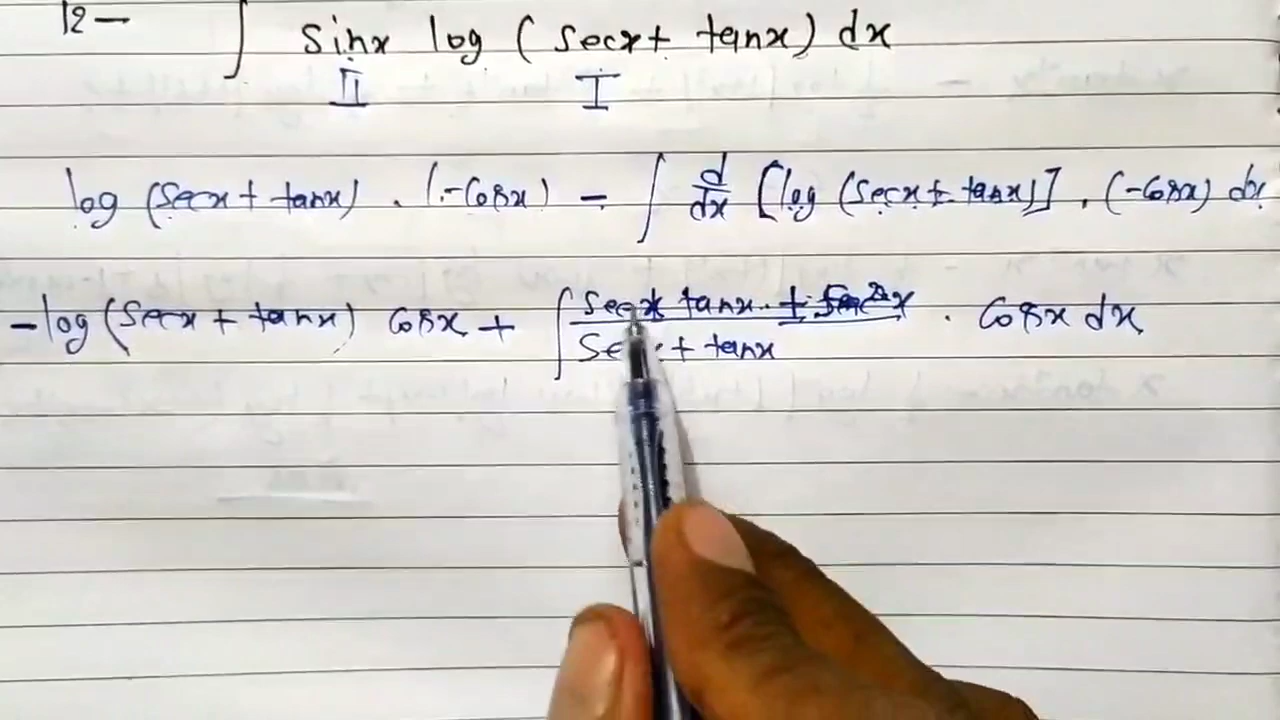 12 — ∫ sinx log ( secx + tanx ) dx
II I
log (secx + tanx) . (-cosx) - ∫ d/dx [log (secx + tanx)] . (-cosx) dx
-log (secx + tanx) cosx + ∫ secx tanx + sec²x / secx + tanx . cosx dx